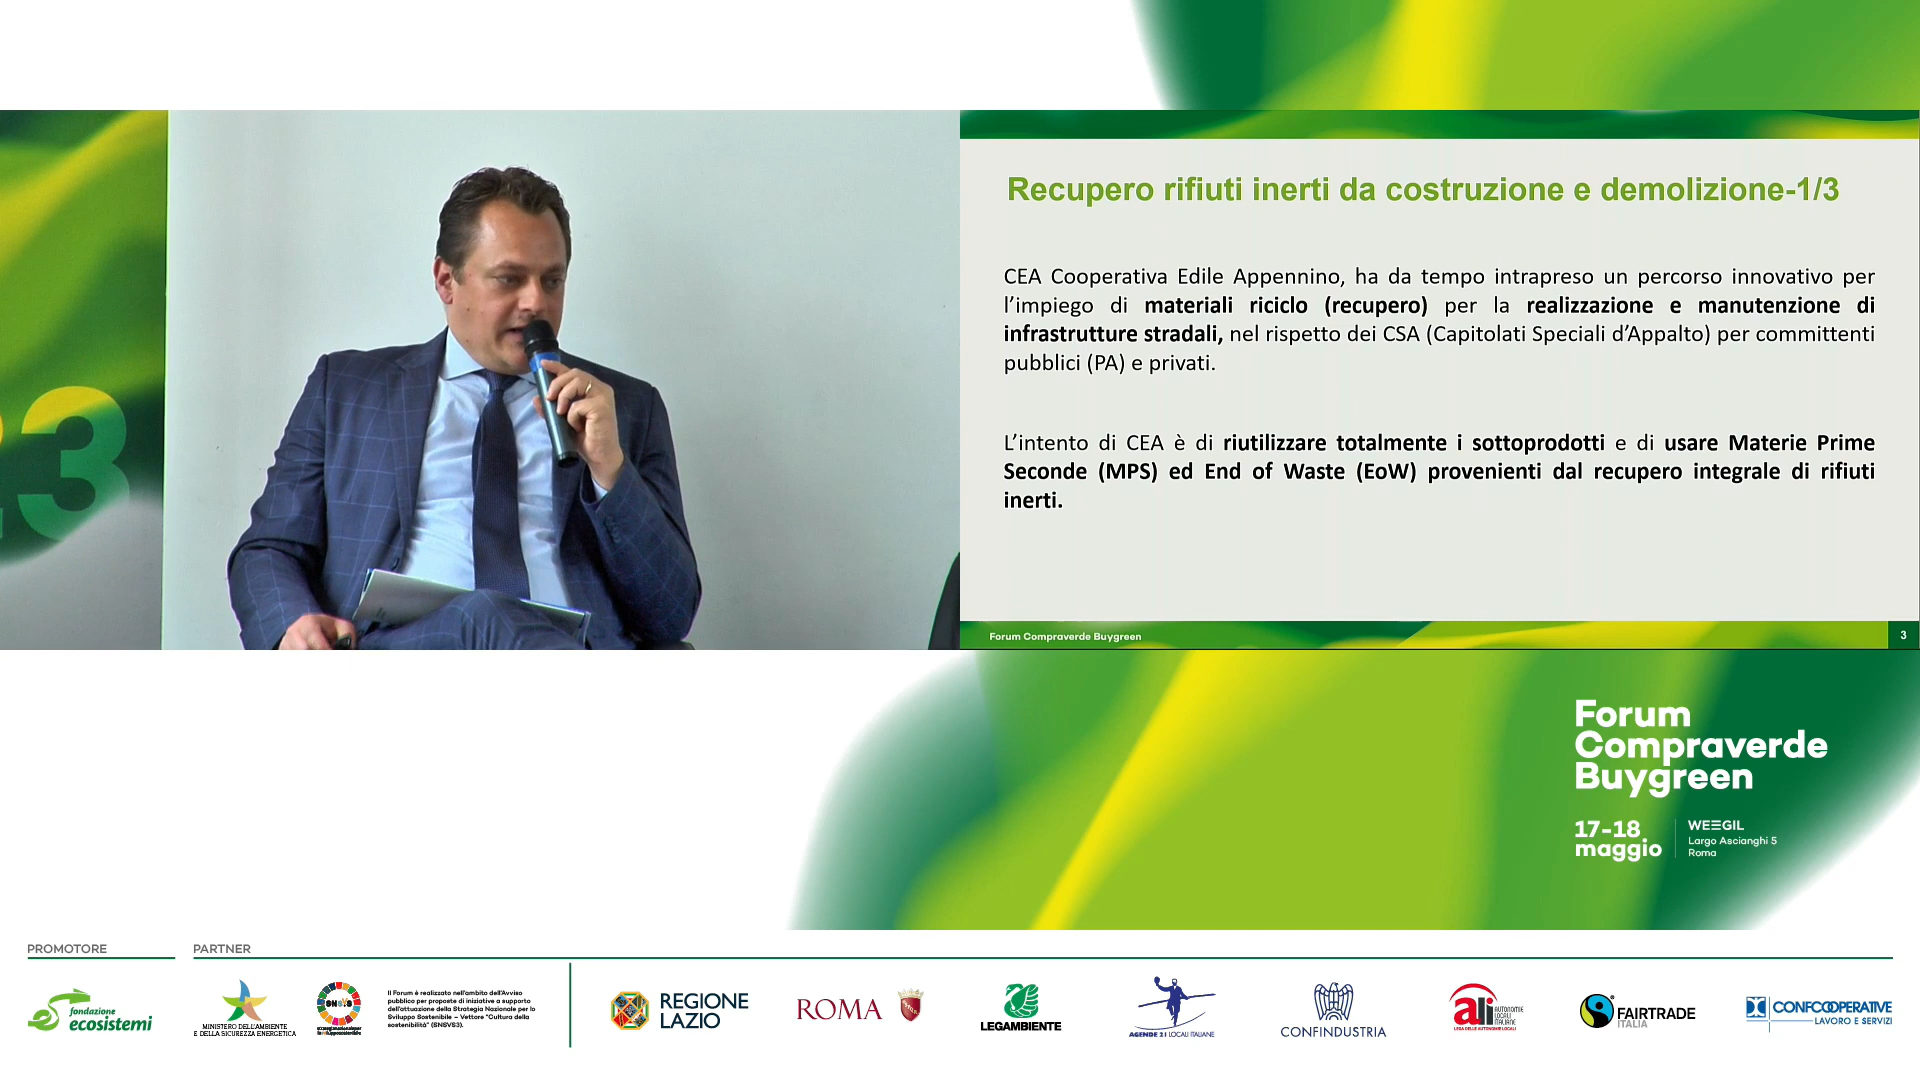 3
Recupero rifiuti inerti da costruzione e demolizione-1/3
CEA Cooperativa Edile Appennino, ha da tempo intrapreso un percorso innovativo per
l’impiego di materiali riciclo (recupero) per la realizzazione e manutenzione di
infrastrutture stradali, nel rispetto dei CSA (Capitolati Speciali d’Appalto) per committenti
pubblici (PA) e privati.
L’intento di CEA è di riutilizzare totalmente i sottoprodotti e di usare Materie Prime
Seconde (MPS) ed End of Waste (EoW) provenienti dal recupero integrale di rifiuti
inerti.
Forum Compraverde Buygreen
3
Forum
Compraverde
Buygreen
17-18
maggio
WEGIL
Largo Ascianghi 5
Roma
PROMOTORE
PARTNER
fondazione
ecosistemi
MINISTERO DELL'AMBIENTE
E DELLA SICUREZZA ENERGETICA
SNSVS
Il Forum è realizzato nell'ambito dell'Avviso
pubblico per proposte di iniziative a supporto
dell'attuazione della Strategia Nazionale per lo
Sviluppo Sostenibile – Vettore "Cultura della
sostenibilità" (SNSVS3).
REGIONE
LAZIO
ROMA
LEGAMBIENTE
AGENDE 21 LOCALI ITALIANE
CONFINDUSTRIA
ali
AUTONOMIE
LOCALI
ITALIANE
LEGA DELLE AUTONOMIE LOCALI
FAIRTRADE
ITALIA
CONFCOOPERATIVE
LAVORO E SERVIZI